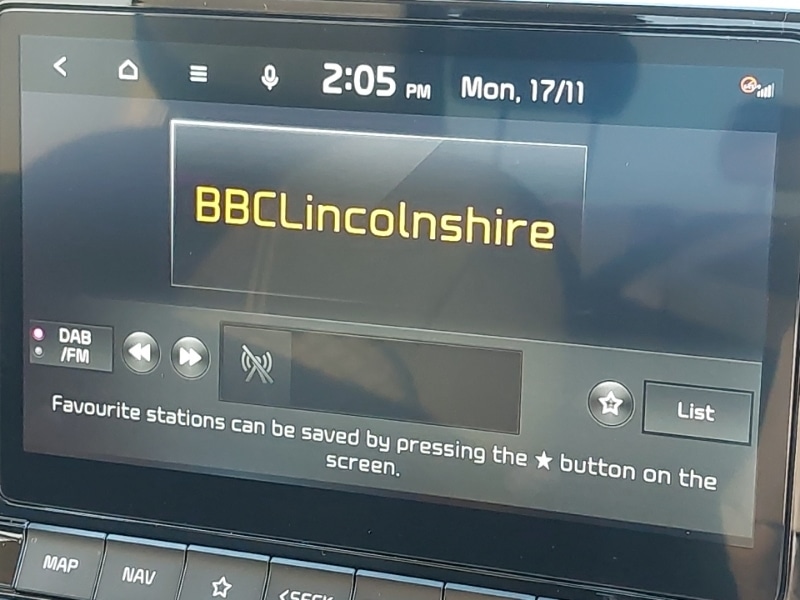 2:05 PM Mon, 17/11
BBCLincolnshire
DAB
/FM
List
Favourite stations can be saved by pressing the ★ button on the
screen.
MAP
NAV
<SEEK